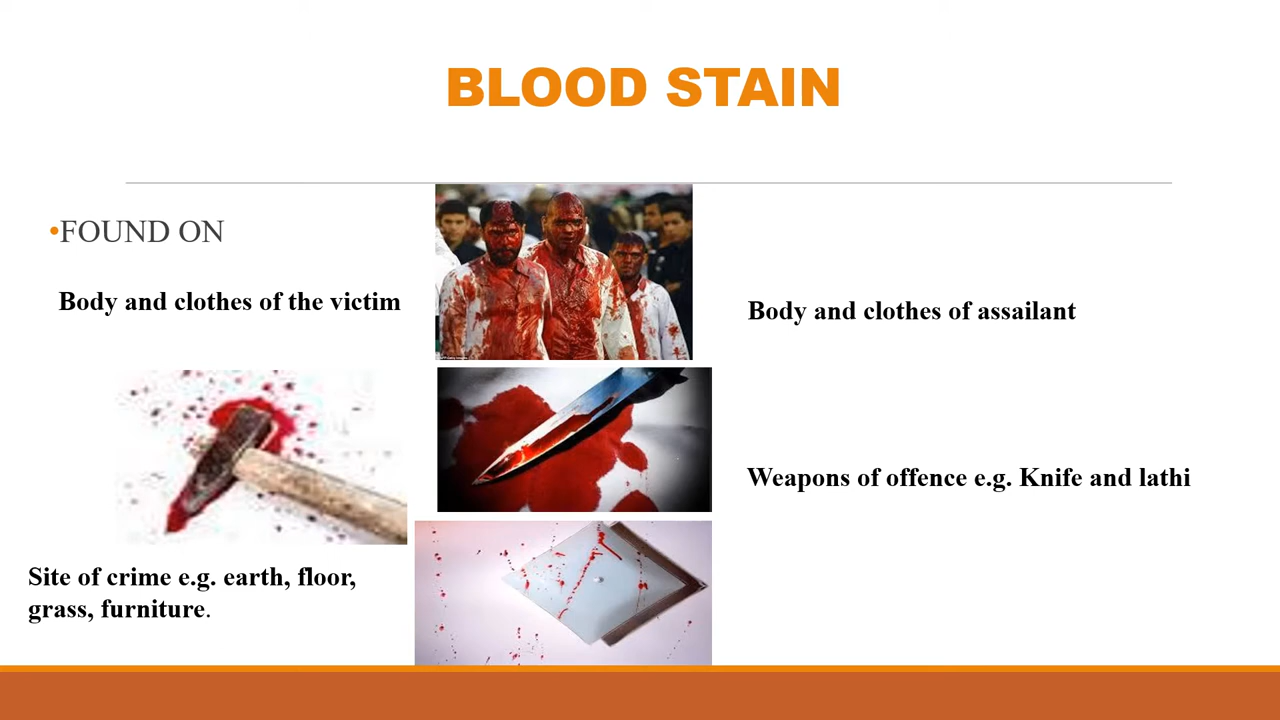 BLOOD STAIN
•FOUND ON
Body and clothes of the victim
Body and clothes of assailant
Weapons of offence e.g. Knife and lathi
Site of crime e.g. earth, floor,
grass, furniture.